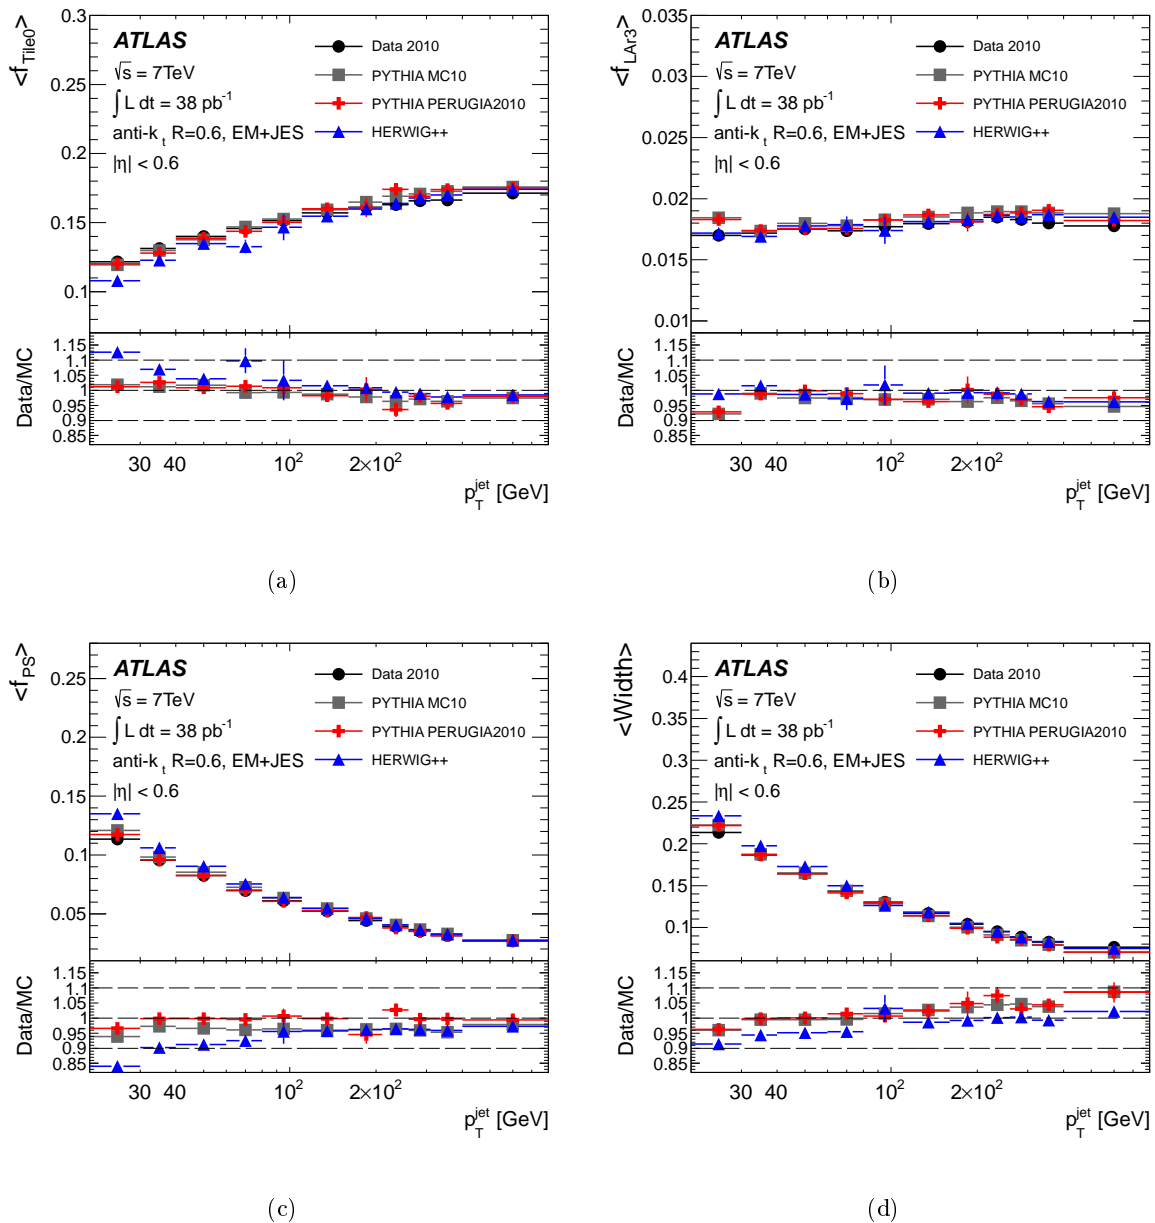 <f_Tile0>
0.3
0.25
0.2
0.15
0.1
ATLAS
√s = 7TeV
∫ L dt = 38 pb⁻¹
anti-k_t R=0.6, EM+JES
|η| < 0.6
Data 2010
PYTHIA MC10
PYTHIA PERUGIA2010
HERWIG++
Data/MC
1.15
1.1
1.05
1
0.95
0.9
0.85
30 40 10² 2×10²
p_T^jet [GeV]
(a)
<f_LAr3>
0.035
0.03
0.025
0.02
0.015
0.01
ATLAS
√s = 7TeV
∫ L dt = 38 pb⁻¹
anti-k_t R=0.6, EM+JES
|η| < 0.6
Data 2010
PYTHIA MC10
PYTHIA PERUGIA2010
HERWIG++
Data/MC
1.15
1.1
1.05
1
0.95
0.9
0.85
30 40 10² 2×10²
p_T^jet [GeV]
(b)
<f_PS>
0.25
0.2
0.15
0.1
0.05
ATLAS
√s = 7TeV
∫ L dt = 38 pb⁻¹
anti-k_t R=0.6, EM+JES
|η| < 0.6
Data 2010
PYTHIA MC10
PYTHIA PERUGIA2010
HERWIG++
Data/MC
1.15
1.1
1.05
1
0.95
0.9
0.85
30 40 10² 2×10²
p_T^jet [GeV]
(c)
<Width>
0.4
0.35
0.3
0.25
0.2
0.15
0.1
ATLAS
√s = 7TeV
∫ L dt = 38 pb⁻¹
anti-k_t R=0.6, EM+JES
|η| < 0.6
Data 2010
PYTHIA MC10
PYTHIA PERUGIA2010
HERWIG++
Data/MC
1.15
1.1
1.05
1
0.95
0.9
0.85
30 40 10² 2×10²
p_T^jet [GeV]
(d)